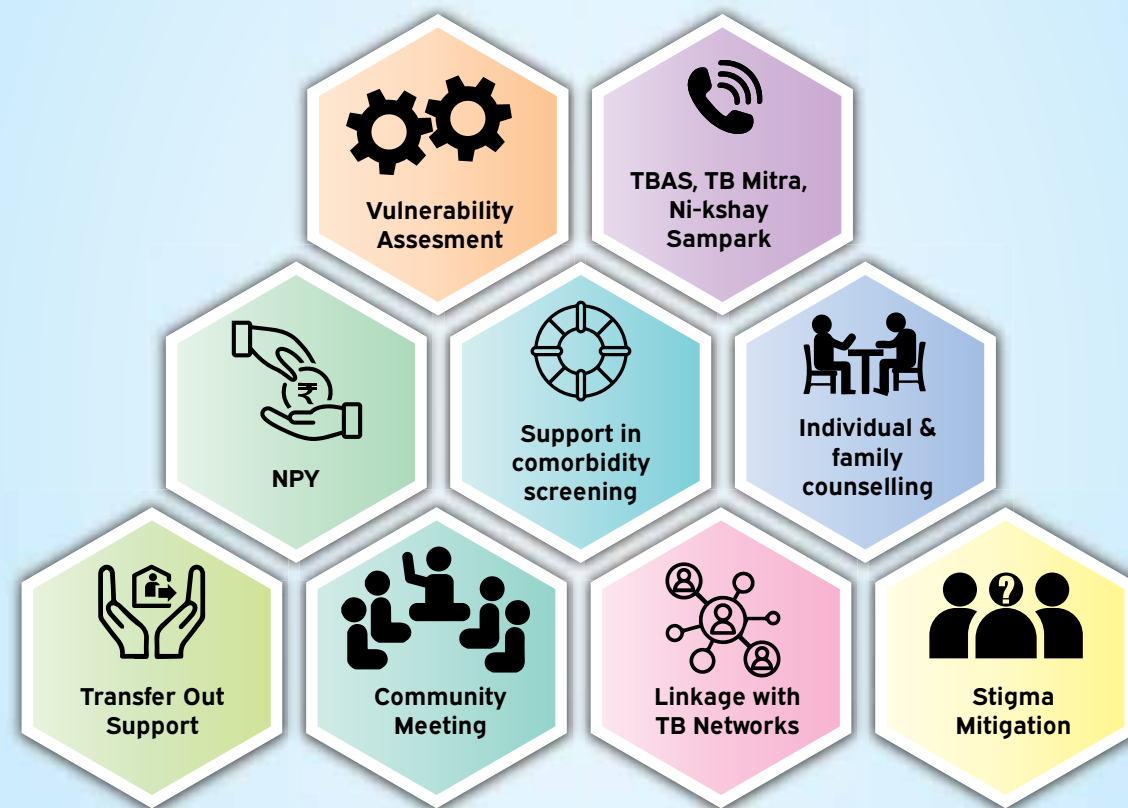 Vulnerability
Assesment
TBAS, TB Mitra,
Ni-kshay
Sampark
₹
NPY
Support in
comorbidity
screening
Individual &
family
counselling
Transfer Out
Support
Community
Meeting
Linkage with
TB Networks
?
Stigma
Mitigation